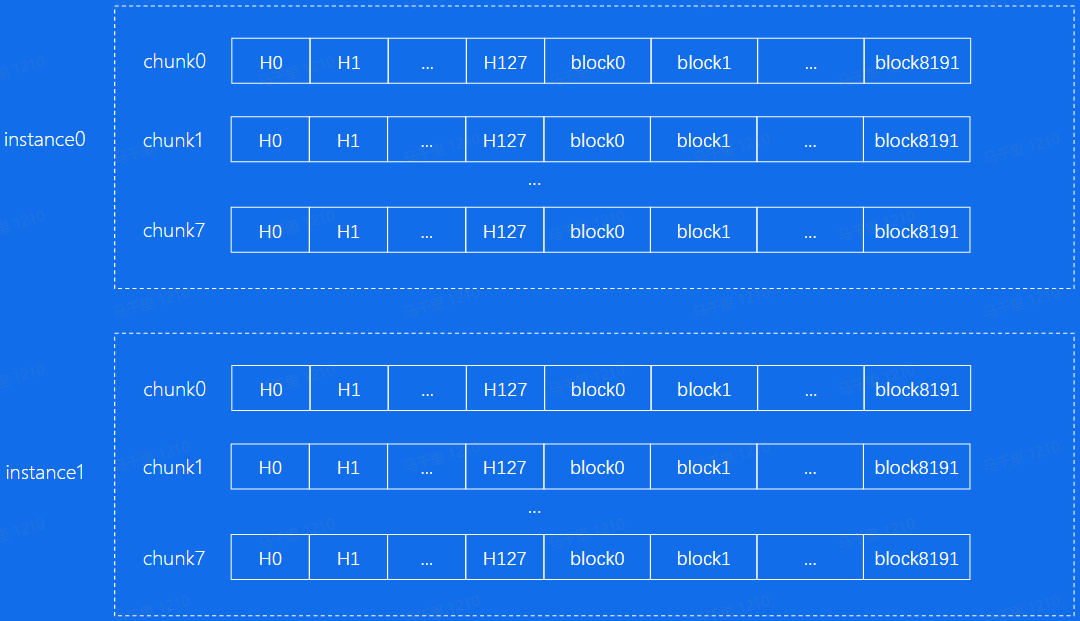 chunk0 H0 H1 ... H127 block0 block1 ... block8191
instance0
chunk1 H0 H1 ... H127 block0 block1 ... block8191
...
chunk7 H0 H1 ... H127 block0 block1 ... block8191
chunk0 H0 H1 ... H127 block0 block1 ... block8191
instance1
chunk1 H0 H1 ... H127 block0 block1 ... block8191
...
chunk7 H0 H1 ... H127 block0 block1 ... block8191